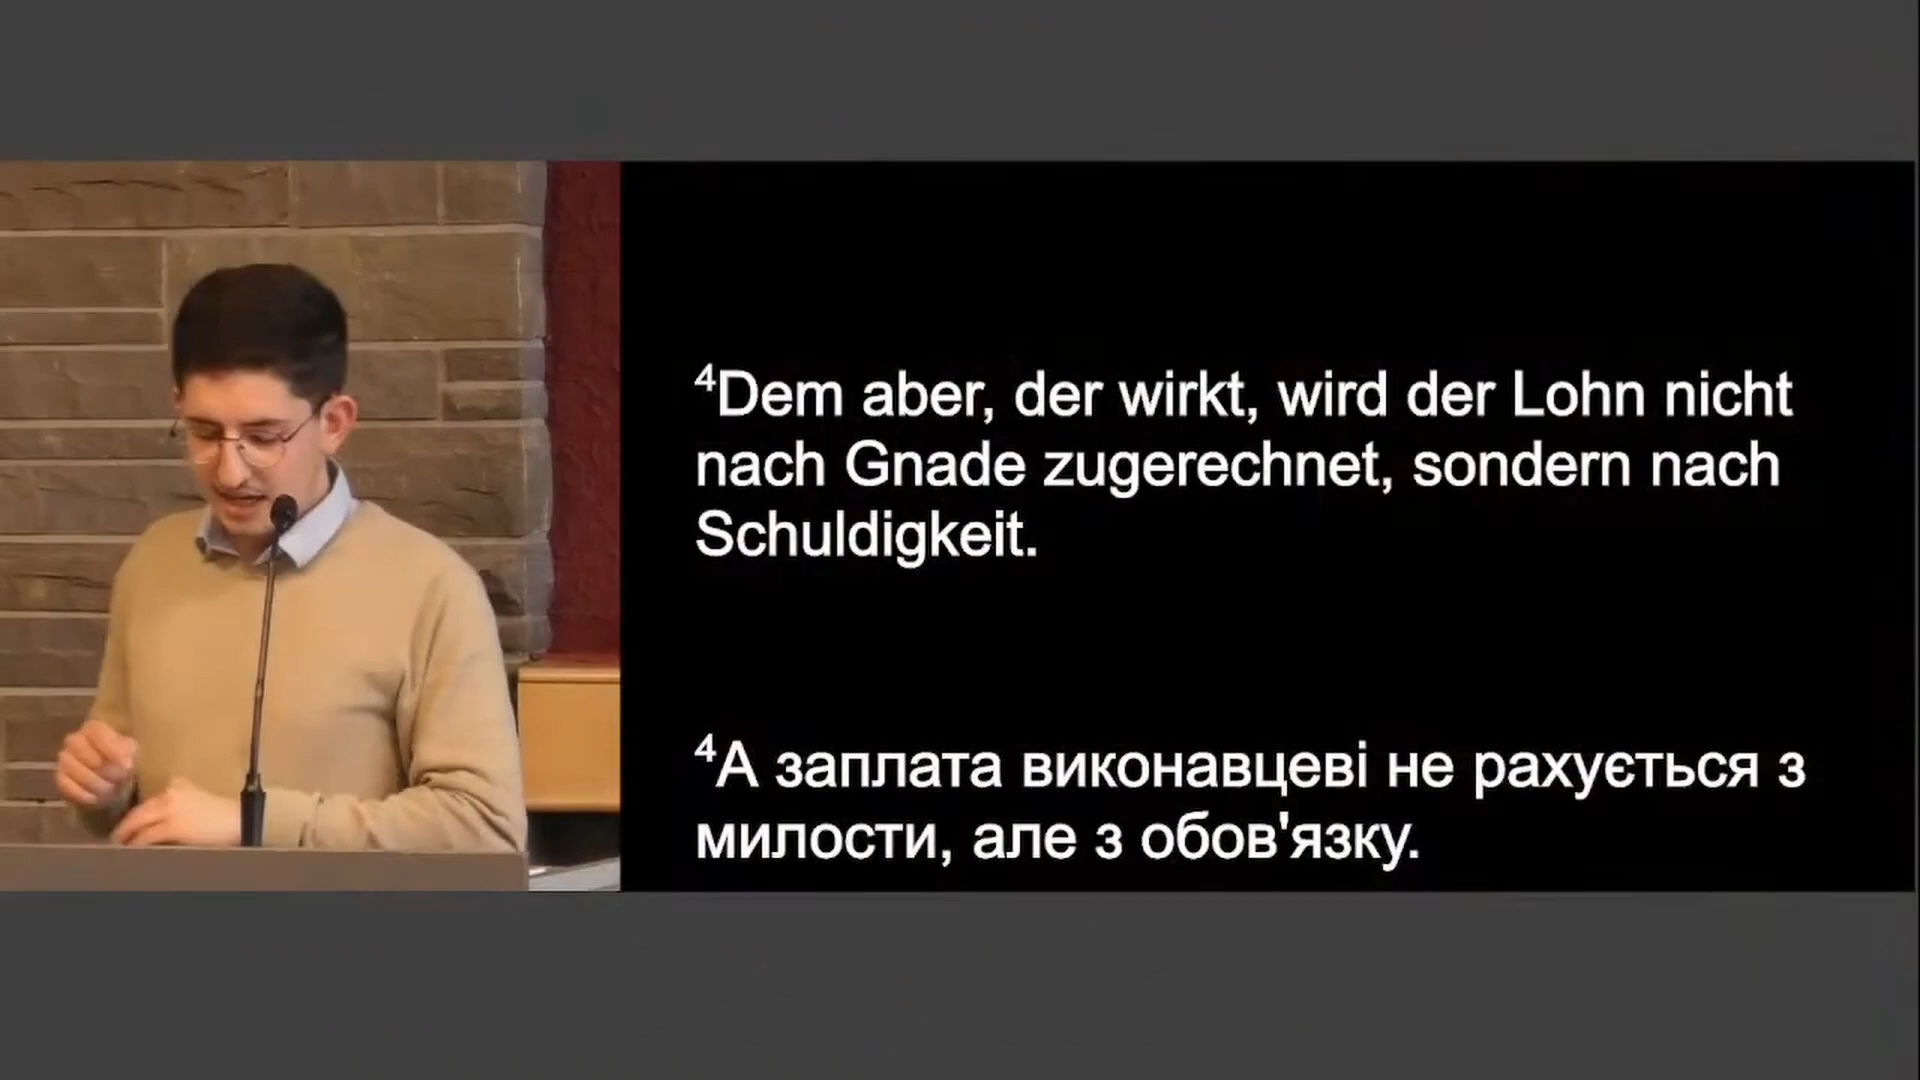 ⁴Dem aber, der wirkt, wird der Lohn nicht
nach Gnade zugerechnet, sondern nach
Schuldigkeit.
⁴А заплата виконавцеві не рахується з
милости, але з обов'язку.